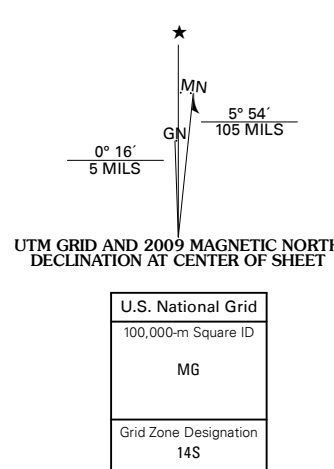 ★
MN
GN
5° 54´
105 MILS
0° 16´
5 MILS
UTM GRID AND 2009 MAGNETIC NORTH
DECLINATION AT CENTER OF SHEET
U.S. National Grid
100,000-m Square ID
MG
Grid Zone Designation
14S